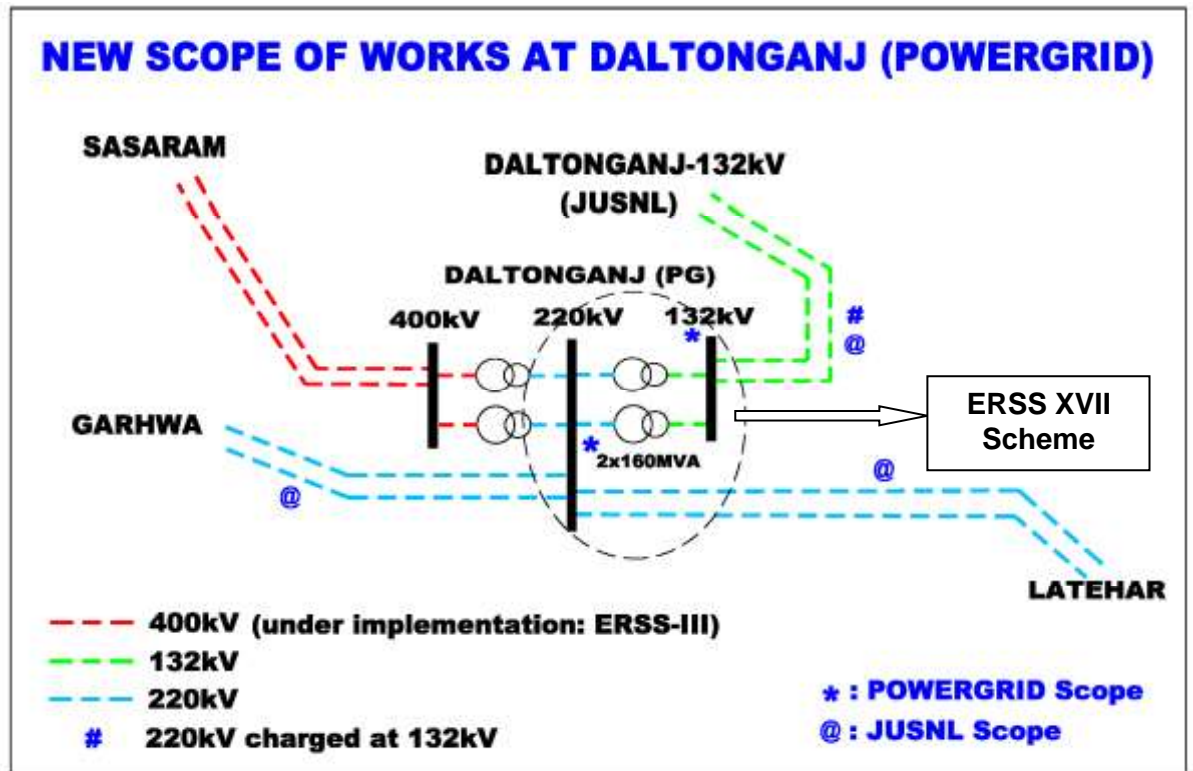 NEW SCOPE OF WORKS AT DALTONGANJ (POWERGRID)
SASARAM
DALTONGANJ-132kV
(JUSNL)
DALTONGANJ (PG)
400kV
220kV
132kV
*
#
@
ERSS XVII
Scheme
GARHWA
*
2x160MVA
@
@
LATEHAR
400kV (under implementation: ERSS-III)
132kV
220kV
# 220kV charged at 132kV
* : POWERGRID Scope
@ : JUSNL Scope